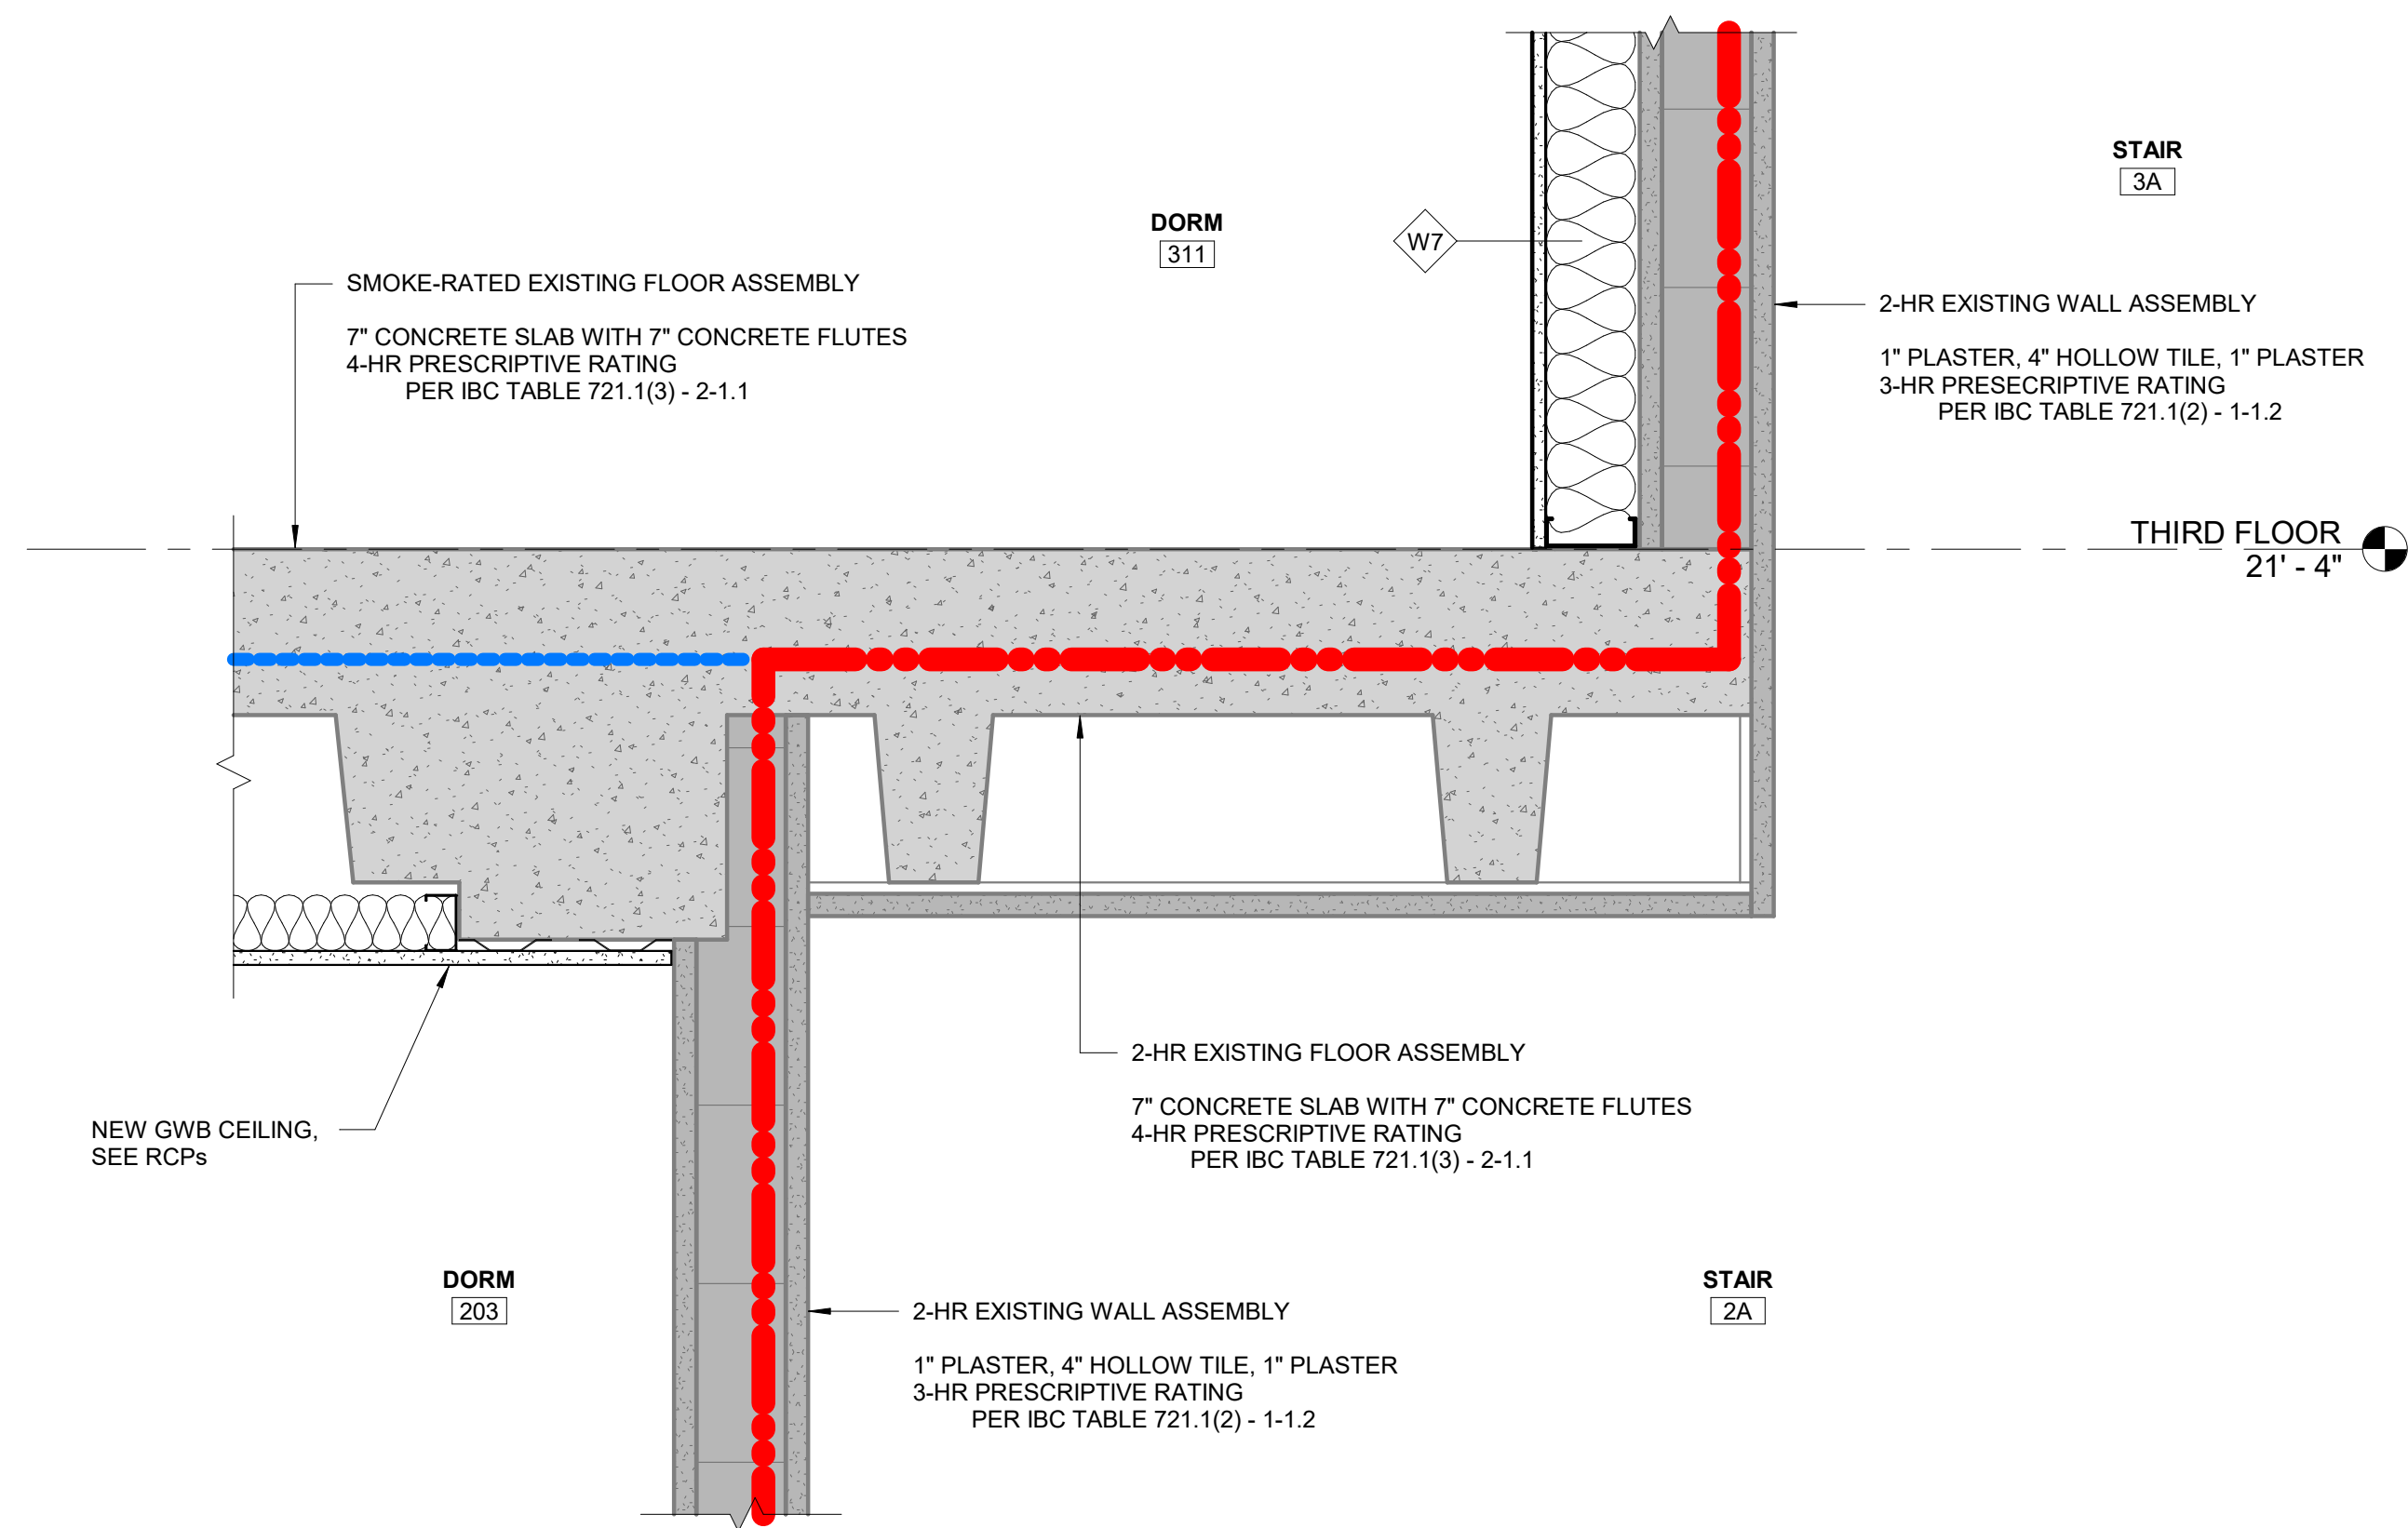 STAIR
3A
DORM
311
W7
SMOKE-RATED EXISTING FLOOR ASSEMBLY
7" CONCRETE SLAB WITH 7" CONCRETE FLUTES
4-HR PRESCRIPTIVE RATING
PER IBC TABLE 721.1(3) - 2-1.1
2-HR EXISTING WALL ASSEMBLY
1" PLASTER, 4" HOLLOW TILE, 1" PLASTER
3-HR PRESECRIPTIVE RATING
PER IBC TABLE 721.1(2) - 1-1.2
THIRD FLOOR
21' - 4"
2-HR EXISTING FLOOR ASSEMBLY
7" CONCRETE SLAB WITH 7" CONCRETE FLUTES
4-HR PRESCRIPTIVE RATING
PER IBC TABLE 721.1(3) - 2-1.1
NEW GWB CEILING,
SEE RCPs
DORM
203
STAIR
2A
2-HR EXISTING WALL ASSEMBLY
1" PLASTER, 4" HOLLOW TILE, 1" PLASTER
3-HR PRESCRIPTIVE RATING
PER IBC TABLE 721.1(2) - 1-1.2